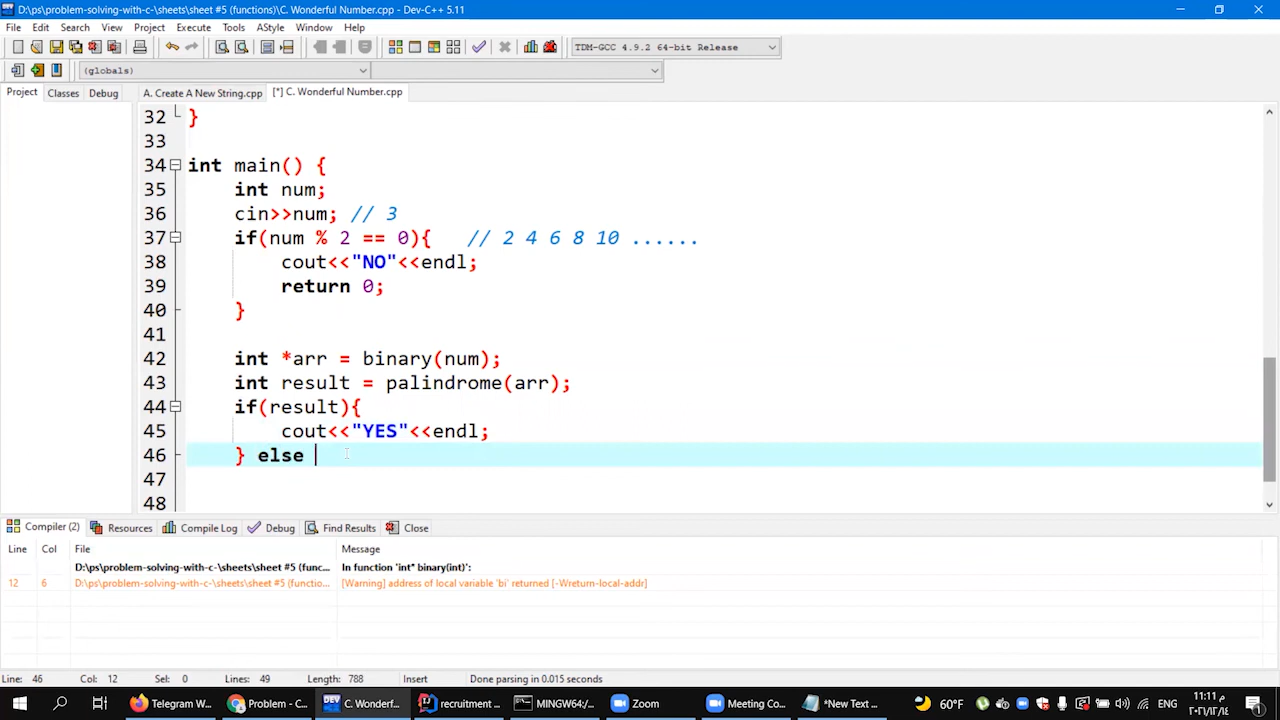 D:\ps\problem-solving-with-c-\sheets\sheet #5 (functions)\C. Wonderful Number.cpp - Dev-C++ 5.11
File Edit Search View Project Execute Tools AStyle Window Help
TDM-GCC 4.9.2 64-bit Release
(globals)
Project Classes Debug A. Create A New String.cpp [*] C. Wonderful Number.cpp
32 }
33
34 int main() {
35 int num;
36 cin>>num; // 3
37 if(num % 2 == 0){ // 2 4 6 8 10 ......
38 cout<<"NO"<<endl;
39 return 0;
40 }
41
42 int *arr = binary(num);
43 int result = palindrome(arr);
44 if(result){
45 cout<<"YES"<<endl;
46 } else
47
48
Compiler (2) Resources Compile Log Debug Find Results Close
Line Col File Message
D:\ps\problem-solving-with-c-\sheets\sheet #5 (func... In function 'int* binary(int)':
12 6 D:\ps\problem-solving-with-c-\sheets\sheet #5 (functio... [Warning] address of local variable 'bi' returned [-Wreturn-local-addr]
Line: 46 Col: 12 Sel: 0 Lines: 49 Length: 788 Insert Done parsing in 0.015 seconds
Telegram W... Problem - C... DEV C. Wonderf... recruitment ... MINGW64:/... Zoom Meeting Co... *New Text ... 60°F ENG 11:11
٢٠٢١/١٢/١٤